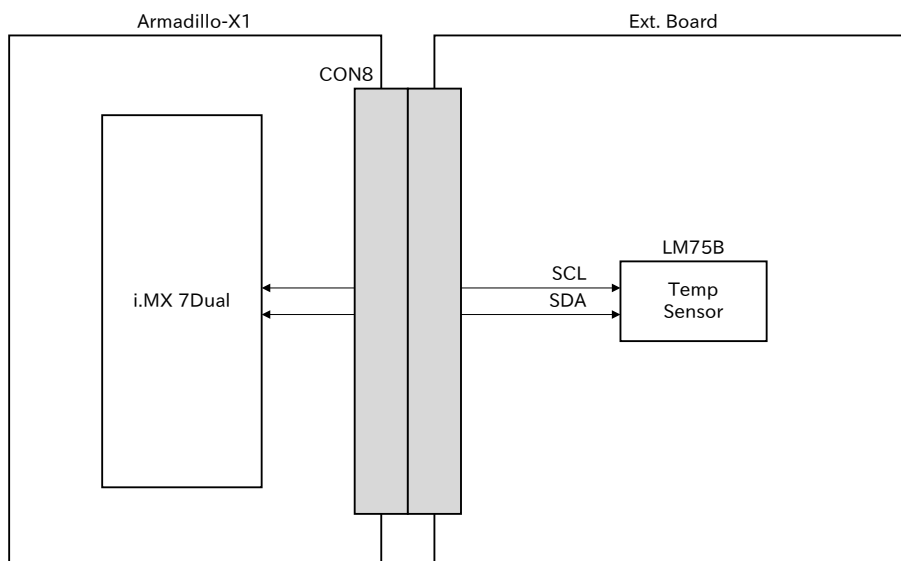 Armadillo-X1
Ext. Board
CON8
i.MX 7Dual
SCL
SDA
LM75B
Temp
Sensor